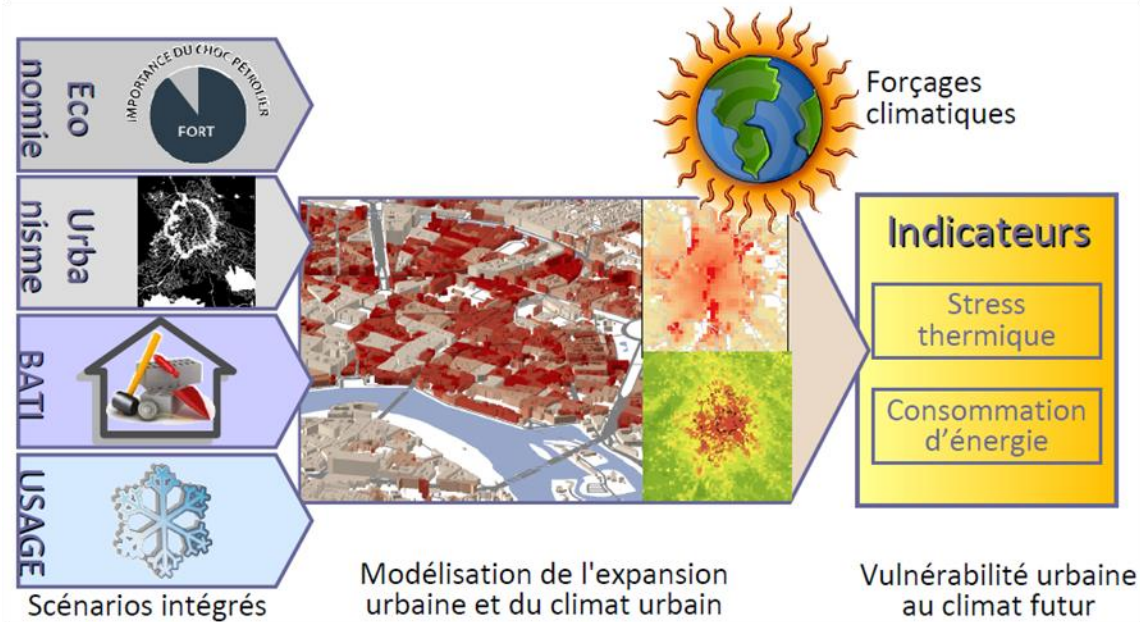 Eco
nomie
IMPORTANCE DU CHOC PÉTROLIER
FORT
Urba
nisme
BATI
USAGE
Scénarios intégrés
Modélisation de l'expansion
urbaine et du climat urbain
Forçages
climatiques
Indicateurs
Stress
thermique
Consommation
d'énergie
Vulnérabilité urbaine
au climat futur